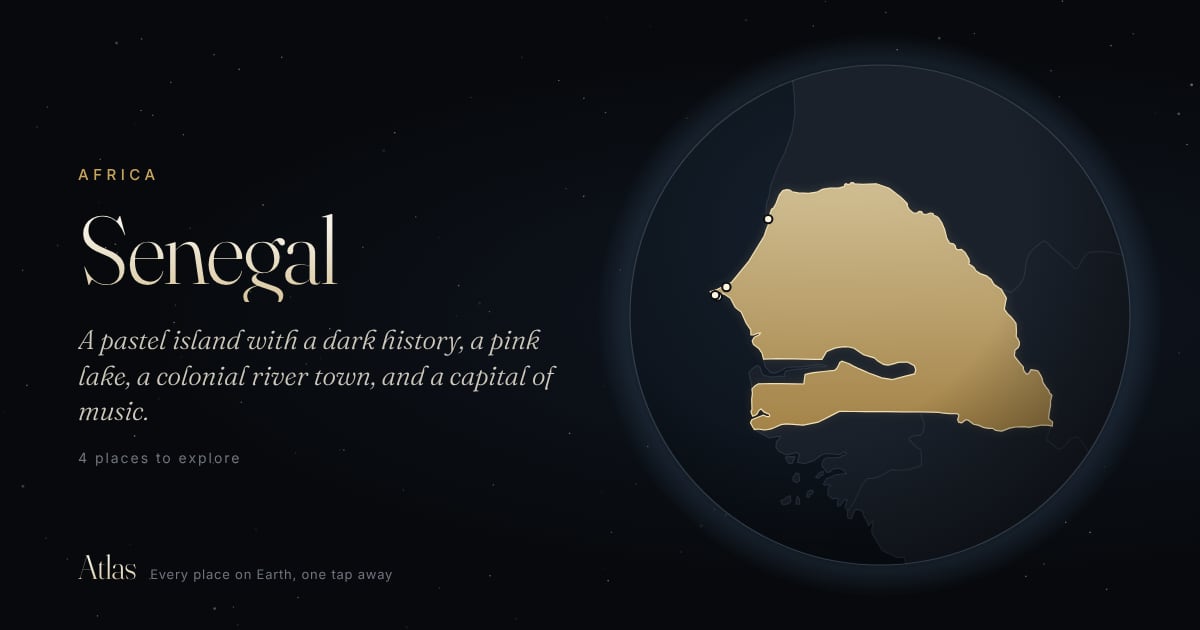 AFRICA
Senegal
A pastel island with a dark history, a pink
lake, a colonial river town, and a capital of
music.
4 places to explore
Atlas Every place on Earth, one tap away